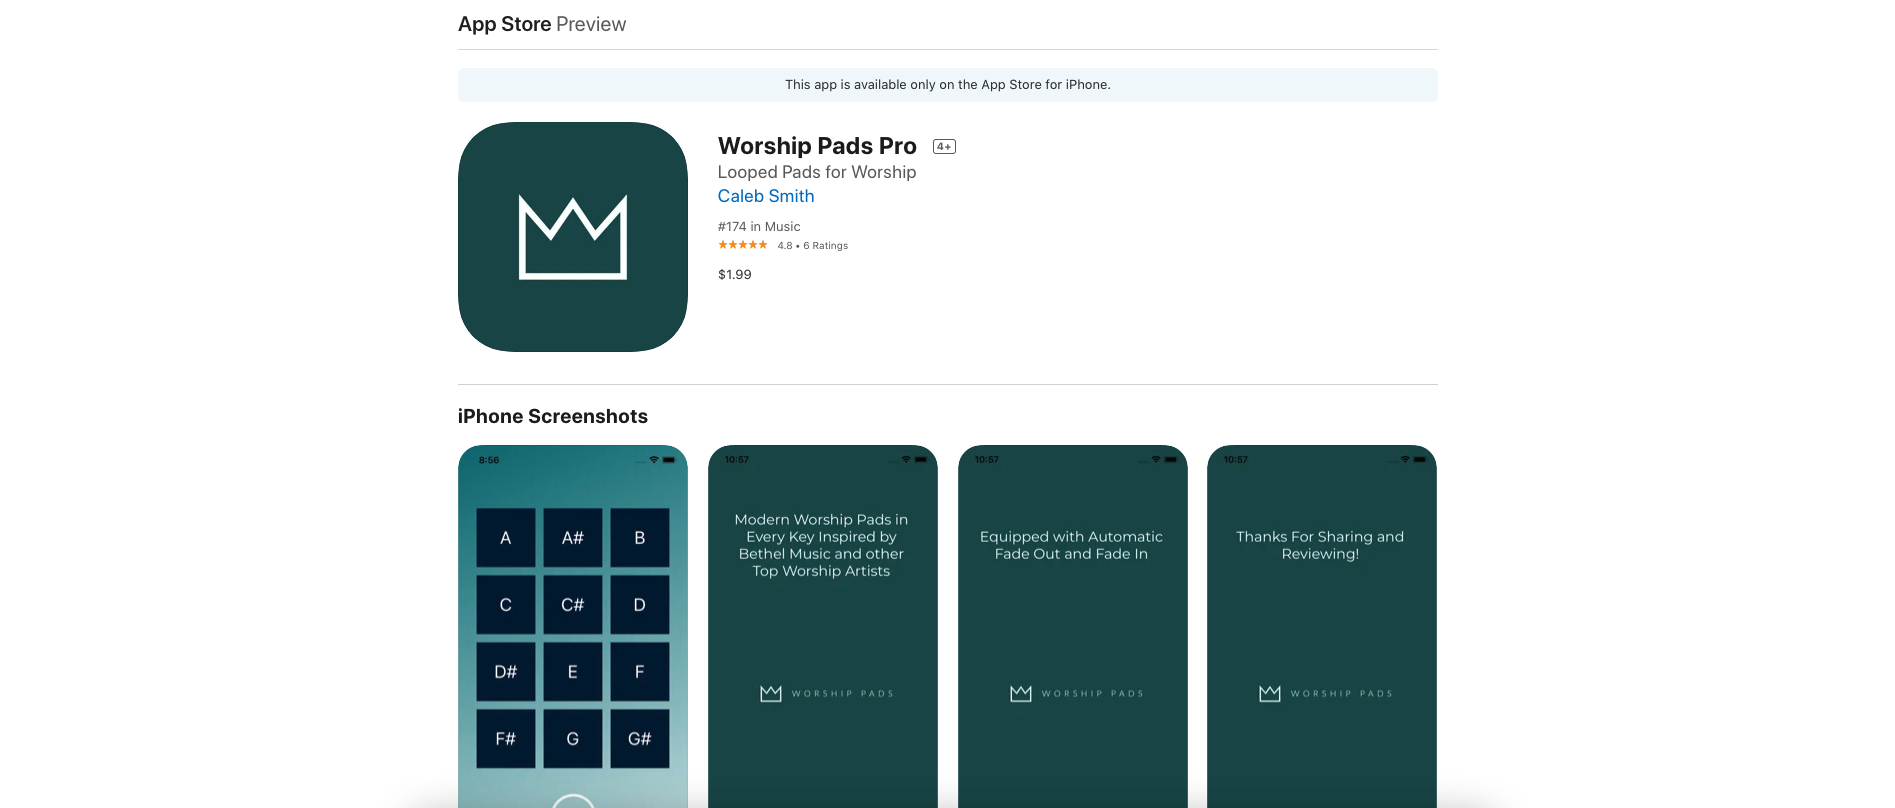 App Store Preview
This app is available only on the App Store for iPhone.
Worship Pads Pro 4+
Looped Pads for Worship
Caleb Smith
#174 in Music
★★★★★ 4.8 • 6 Ratings
$1.99
iPhone Screenshots
8:56
A A# B
C C# D
D# E F
F# G G#
10:57
Modern Worship Pads in
Every Key Inspired by
Bethel Music and other
Top Worship Artists
WORSHIP PADS
10:57
Equipped with Automatic
Fade Out and Fade In
WORSHIP PADS
10:57
Thanks For Sharing and
Reviewing!
WORSHIP PADS